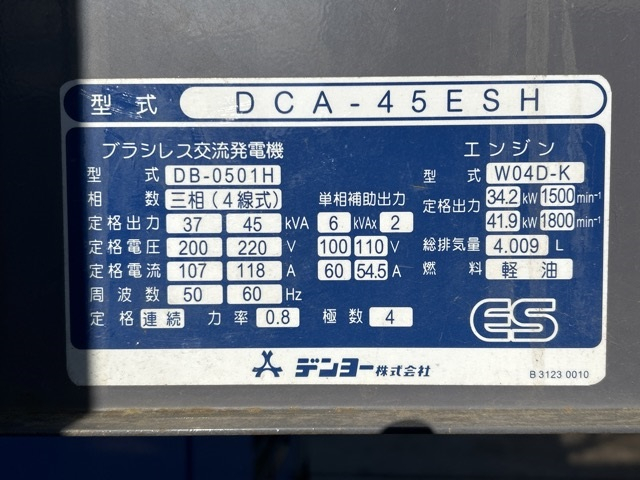 型式 DCA-45ESH
ブラシレス交流発電機
型式 DB-0501H
相数 三相(4線式) 単相補助出力
定格出力 37 45 kVA 6 kVAx 2
定格電圧 200 220 V 100 110 V
定格電流 107 118 A 60 54.5 A
周波数 50 60 Hz
定格 連続 力率 0.8 極数 4
エンジン
型式 W04D-K
定格出力 34.2 kW 1500 min-1
41.9 kW 1800 min-1
総排気量 4.009 L
燃料 軽油
ES
デンヨー株式会社
B 3123 0010